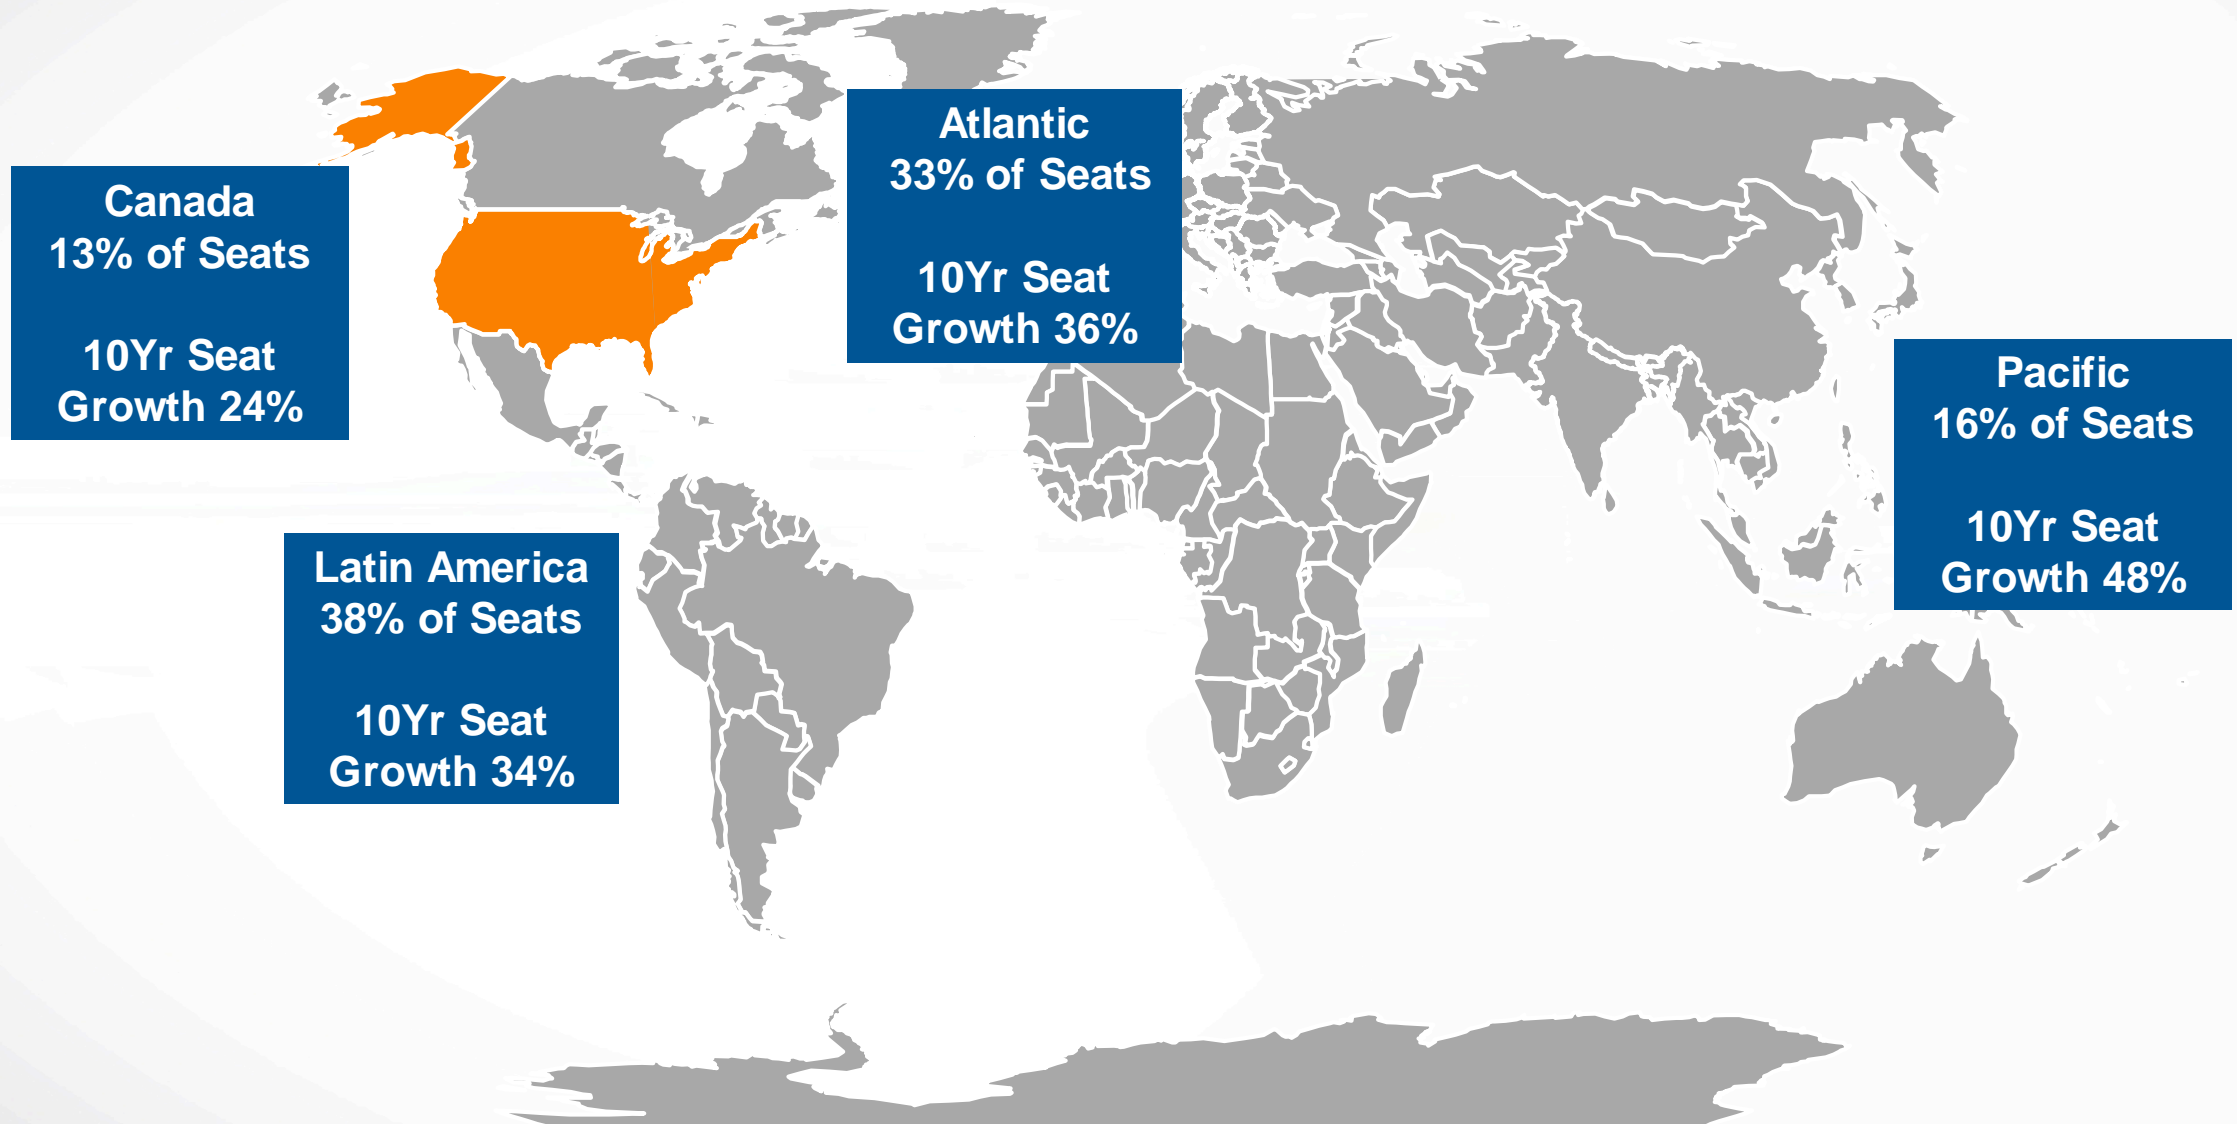 Canada
13% of Seats
10Yr Seat
Growth 24%
Atlantic
33% of Seats
10Yr Seat
Growth 36%
Pacific
16% of Seats
10Yr Seat
Growth 48%
Latin America
38% of Seats
10Yr Seat
Growth 34%